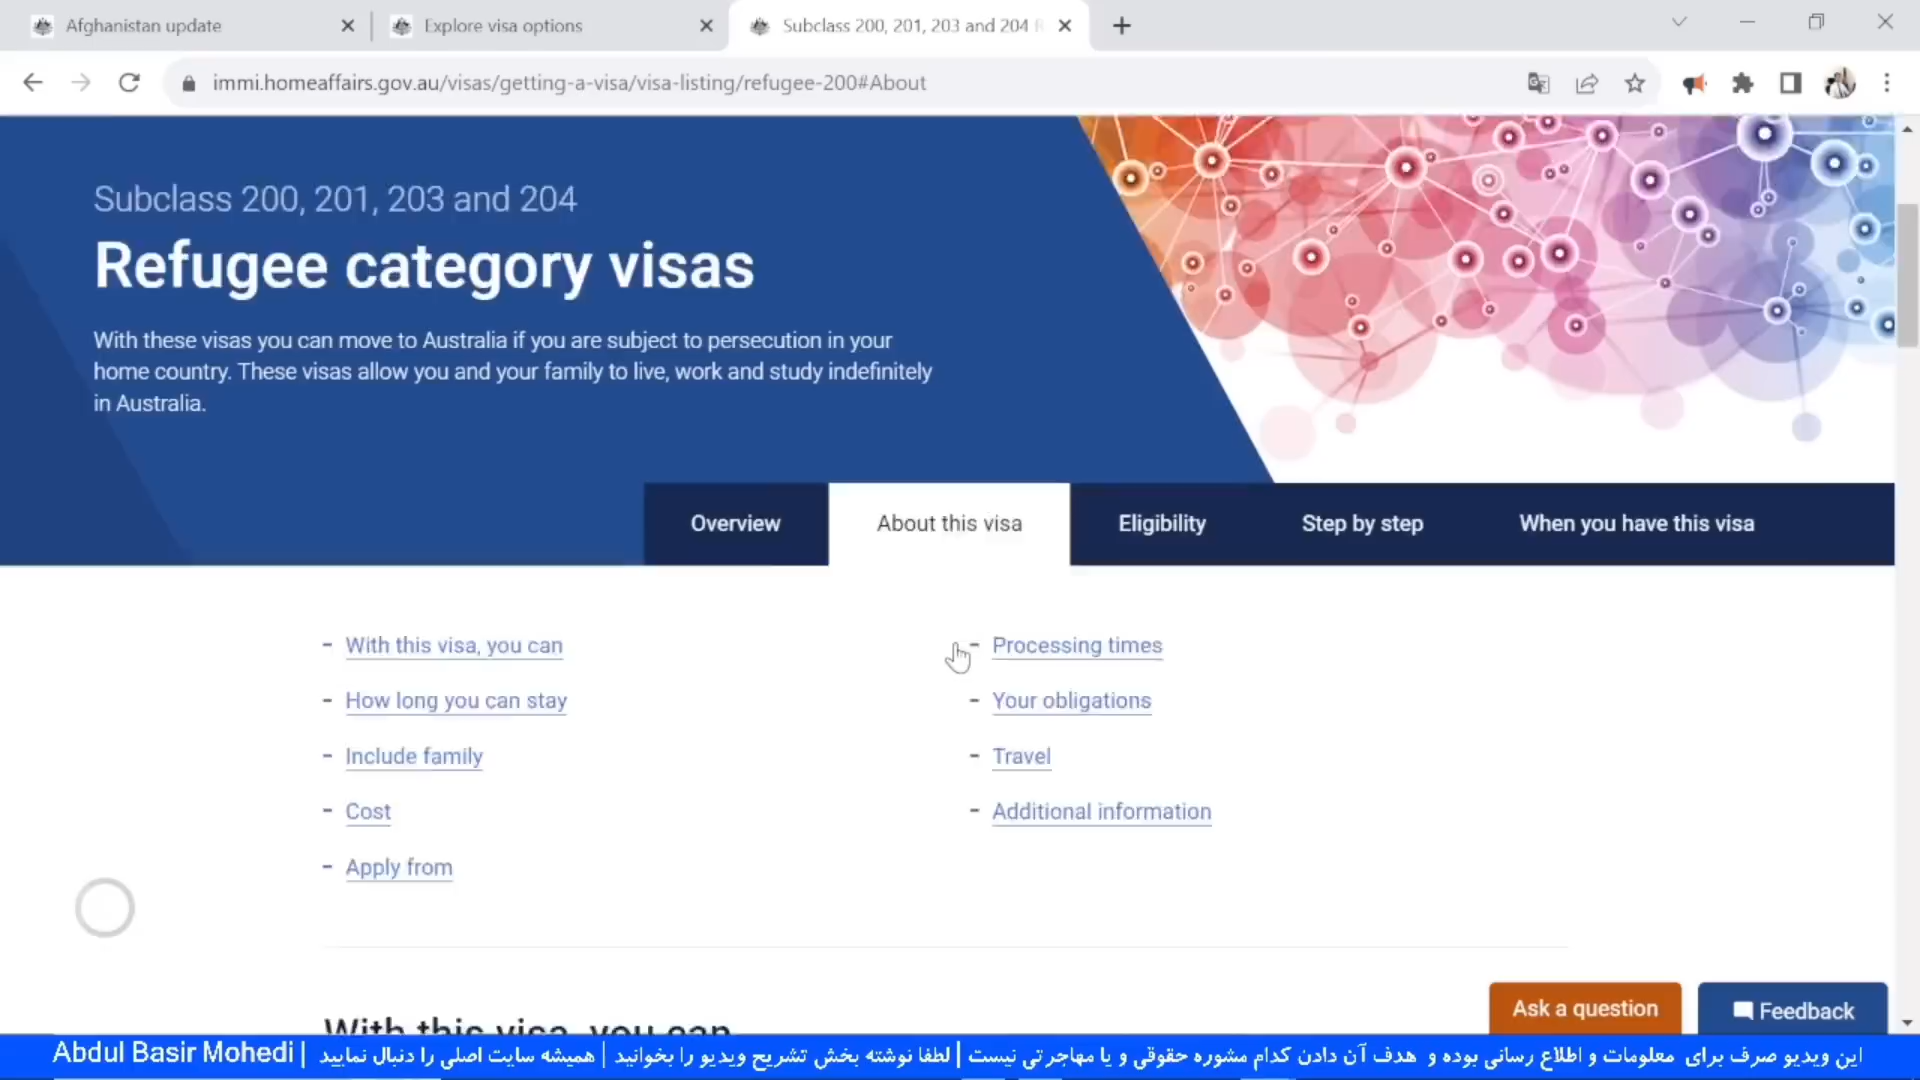 Afghanistan update
Explore visa options
Subclass 200, 201, 203 and 204
immi.homeaffairs.gov.au/visas/getting-a-visa/visa-listing/refugee-200#About
Subclass 200, 201, 203 and 204
Refugee category visas
With these visas you can move to Australia if you are subject to persecution in your
home country. These visas allow you and your family to live, work and study indefinitely
in Australia.
Overview
About this visa
Eligibility
Step by step
When you have this visa
- With this visa, you can
- How long you can stay
- Include family
- Cost
- Apply from
- Processing times
- Your obligations
- Travel
- Additional information
With this visa, you can
Ask a question
Feedback
Abdul Basir Mohedi | این ویدیو صرف برای معلومات و اطلاع رسانی بوده و هدف آن دادن کدام مشوره حقوقی و یا مهاجرتی نیست | لطفا نوشته بخش تشریح ویدیو را بخوانید | همیشه سایت اصلی را دنبال نمایید